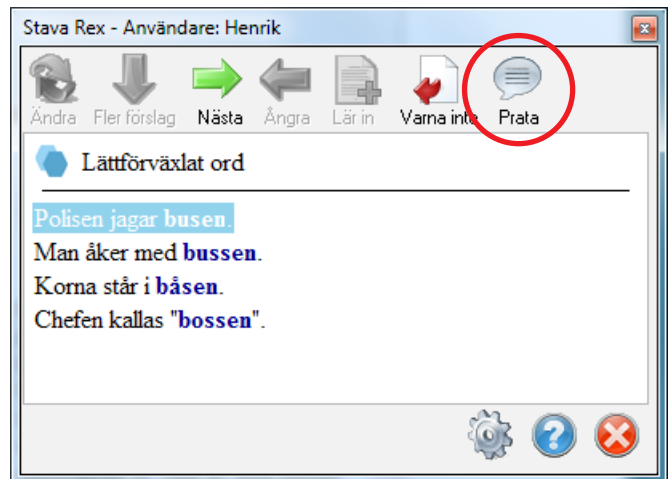 Stava Rex - Användare: Henrik
Ändra Fler förslag Nästa Ångra Lär in Varna inte Prata
Lättförväxlat ord
Polisen jagar busen.
Man åker med bussen.
Korna står i båsen.
Chefen kallas "bossen".